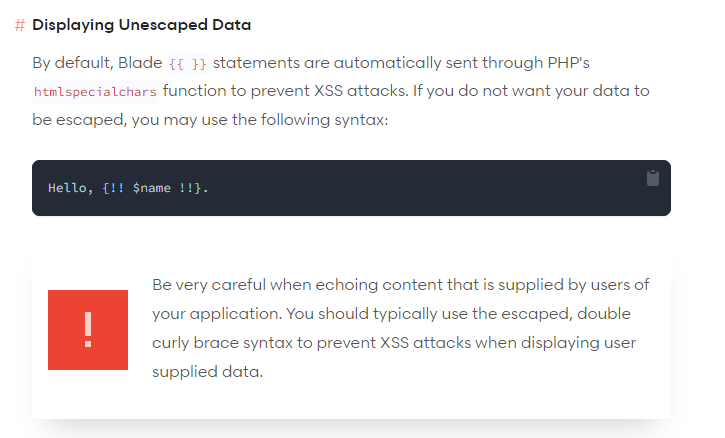 # Displaying Unescaped Data
By default, Blade {{ }} statements are automatically sent through PHP's
htmlspecialchars function to prevent XSS attacks. If you do not want your data to
be escaped, you may use the following syntax:
Hello, {!! $name !!}.
!
Be very careful when echoing content that is supplied by users of
your application. You should typically use the escaped, double
curly brace syntax to prevent XSS attacks when displaying user
supplied data.